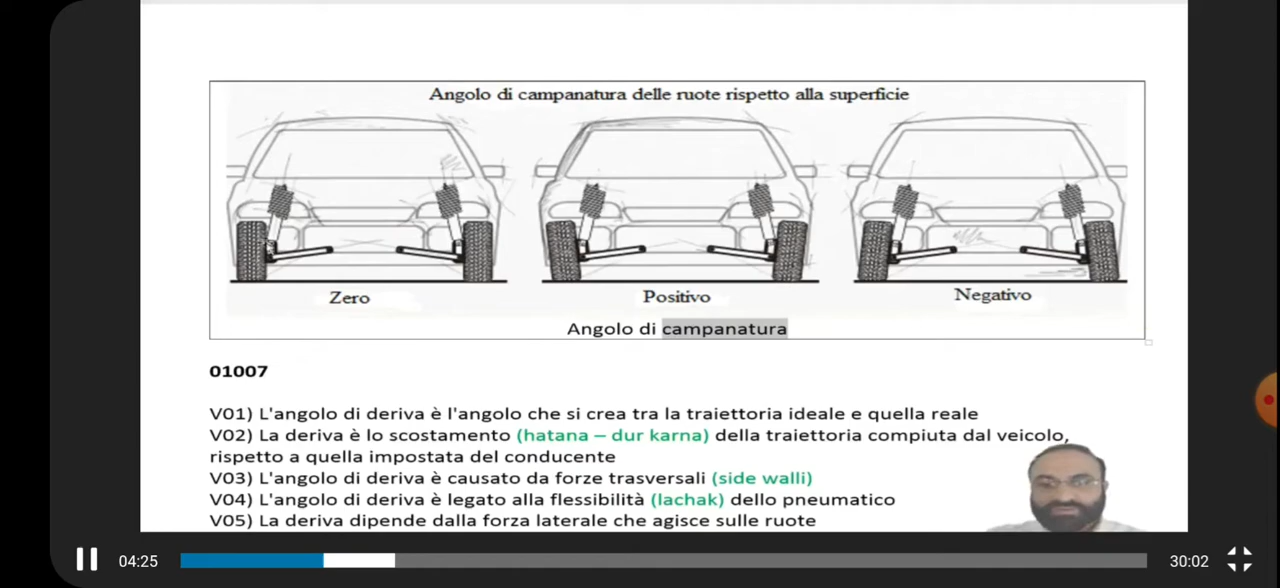 Angolo di campanatura delle ruote rispetto alla superficie
Zero
Positivo
Negativo
Angolo di campanatura
01007
V01) L'angolo di deriva è l'angolo che si crea tra la traiettoria ideale e quella reale
V02) La deriva è lo scostamento (hatana – dur karna) della traiettoria compiuta dal veicolo,
rispetto a quella impostata del conducente
V03) L'angolo di deriva è causato da forze trasversali (side walli)
V04) L'angolo di deriva è legato alla flessibilità (lachak) dello pneumatico
V05) La deriva dipende dalla forza laterale che agisce sulle ruote
04:25
30:02